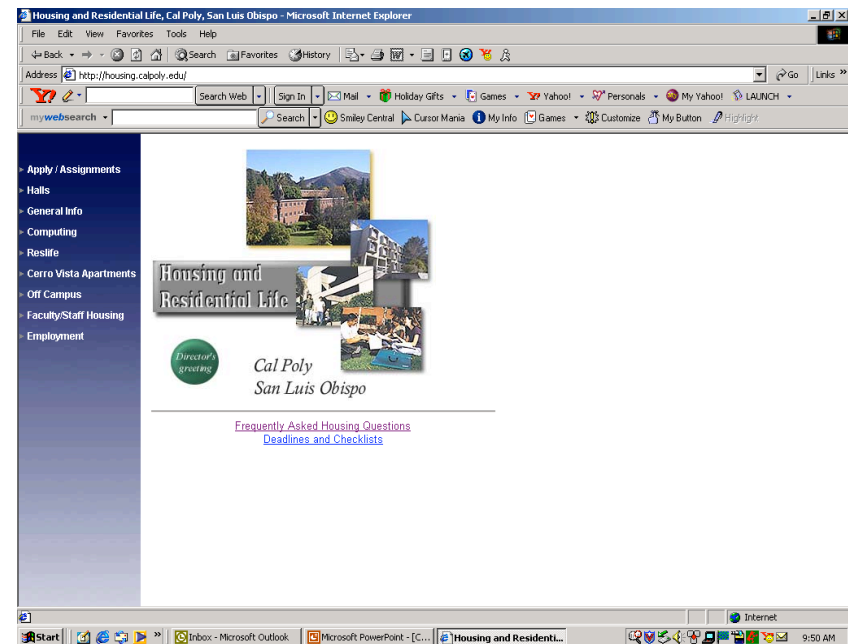 Housing and Residential Life, Cal Poly, San Luis Obispo - Microsoft Internet Explorer
File Edit View Favorites Tools Help
Back Search Favorites History
Address http://housing.calpoly.edu/ Go Links »
Y! Search Web Sign In Mail Holiday Games Gifts Yahoo! Personals My Yahoo! LAUNCH
mywebsearch Search Smiley Central Cursor Mania My Info Games Customize My Button Highlight
Apply / Assignments
Halls
General Info
Computing
Reslife
Cerro Vista Apartments
Off Campus
Faculty/Staff Housing
Employment
Housing and
Residential Life
Director's
greeting
Cal Poly
San Luis Obispo
Frequently Asked Housing Questions
Deadlines and Checklists
Internet
Start » Inbox - Microsoft Outlook Microsoft PowerPoint - [C... Housing and Residenti... 9:50 AM